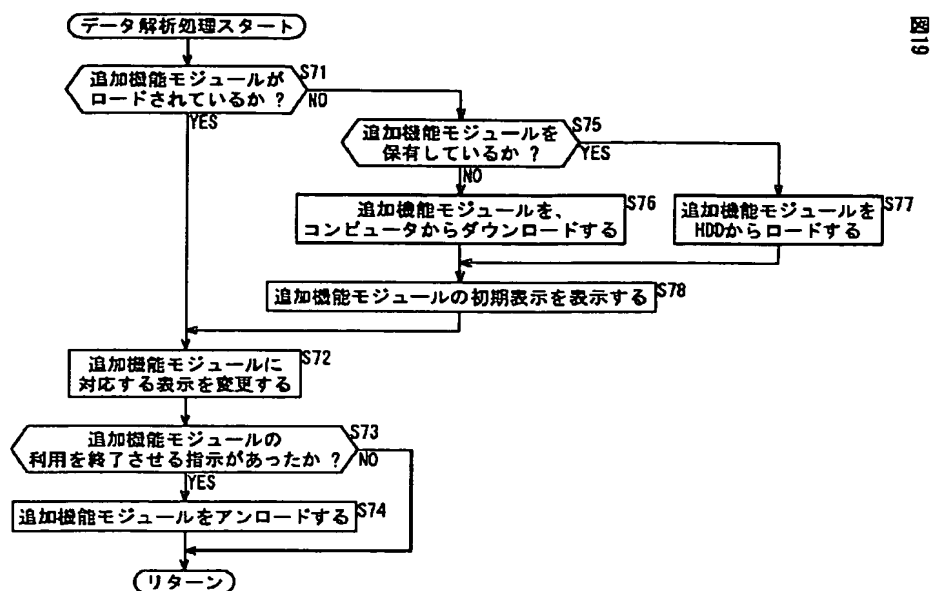 図19
データ解析処理スタート
追加機能モジュールが
ロードされているか ?
S71
NO
YES
追加機能モジュールを
保有しているか ?
S75
YES
NO
追加機能モジュールを、
コンピュータからダウンロードする
S76
追加機能モジュールを
HDDからロードする
S77
追加機能モジュールの初期表示を表示する
S78
追加機能モジュールに
対応する表示を変更する
S72
追加機能モジュールの
利用を終了させる指示があったか ?
S73
NO
YES
追加機能モジュールをアンロードする
S74
リターン